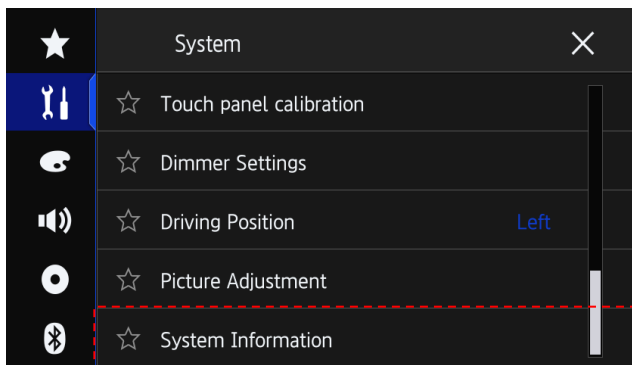 System
Touch panel calibration
Dimmer Settings
Driving Position Left
Picture Adjustment
System Information